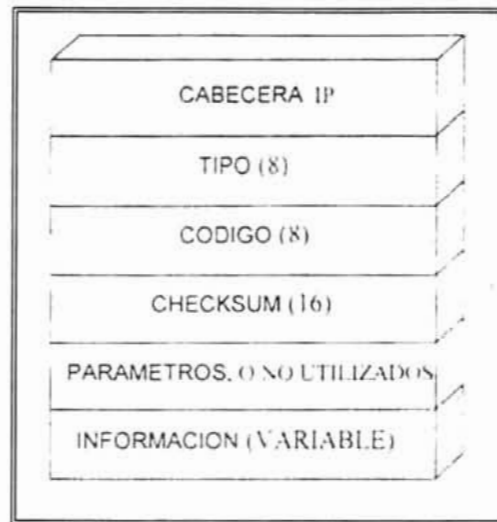 CABECERA IP
TIPO (8)
CODIGO (8)
CHECKSUM (16)
PARAMETROS, O NO UTILIZADOS
INFORMACION (VARIABLE)